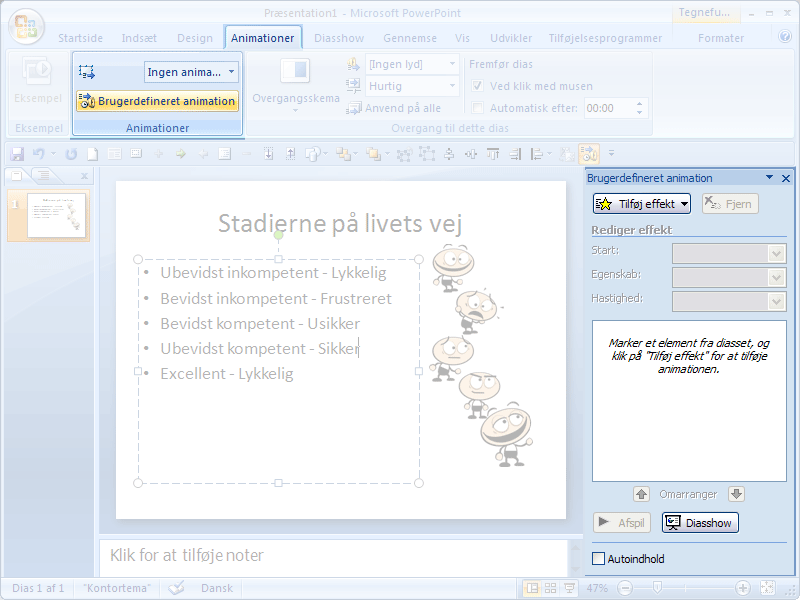 Præsentation1 - Microsoft PowerPoint
Tegnefu...
Startside Indsæt Design Animationer Diasshow Gennemse Vis Udvikler Tilføjelsesprogrammer Formater
Eksempel
Eksempel
Ingen anima...
Brugerdefineret animation
Animationer
Overgangsskema
[Ingen lyd]
Hurtig
Anvend på alle
Fremfør dias
Ved klik med musen
Automatisk efter: 00:00
Overgang til dette dias
1
Stadierne på livets vej
• Ubevidst inkompetent - Lykkelig
• Bevidst inkompetent - Frustreret
• Bevidst kompetent - Usikker
• Ubevidst kompetent - Sikker
• Excellent - Lykkelig
Klik for at tilføje noter
Brugerdefineret animation
Tilføj effekt
Fjern
Rediger effekt
Start:
Egenskab:
Hastighed:
Marker et element fra diasset, og
klik på "Tilføj effekt" for at tilføje
animationen.
Omarranger
Afspil
Diasshow
Autoindhold
Dias 1 af 1 "Kontortema" Dansk 47%